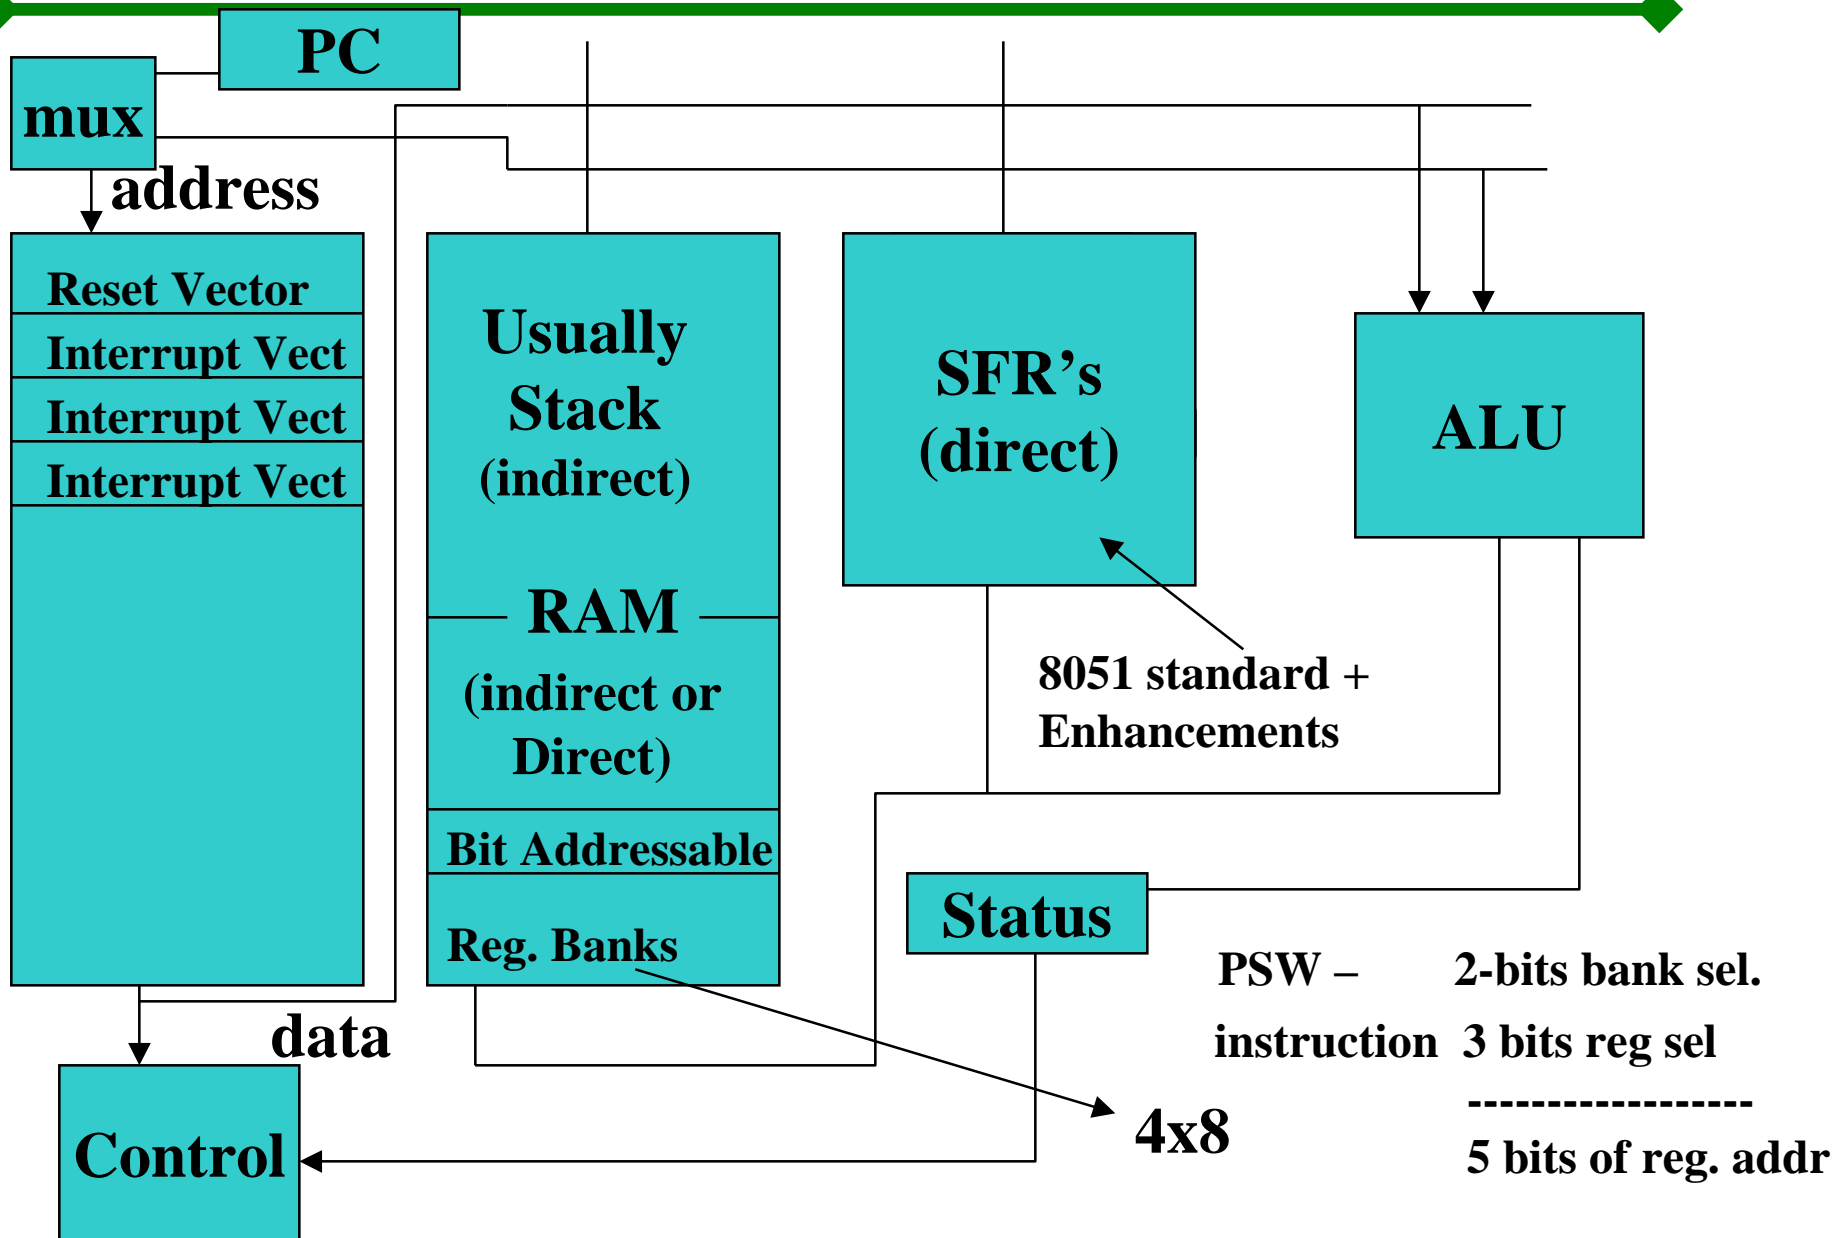 PC
mux
address
Reset Vector
Interrupt Vect
Interrupt Vect
Interrupt Vect
Usually
Stack
(indirect)
RAM
(indirect or
Direct)
Bit Addressable
Reg. Banks
SFR’s
(direct)
ALU
8051 standard +
Enhancements
Status
data
Control
4x8
PSW – 2-bits bank sel.
instruction 3 bits reg sel
------------------
5 bits of reg. addr